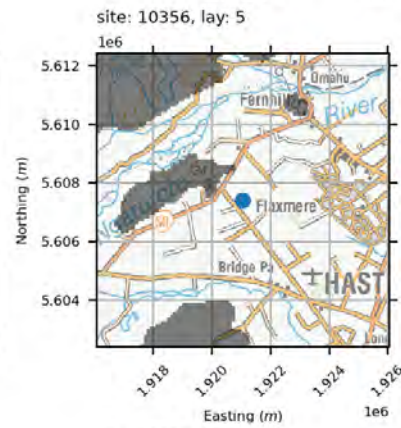 site: 10356, lay: 5
1e6
5.612
5.610
5.608
5.606
5.604
Northing (m)
Omahu
Fernhill
River
Flaxmere
Bridge Pa
HAST
1.918
1.920
1.922
1.924
1.926
1e6
Easting (m)